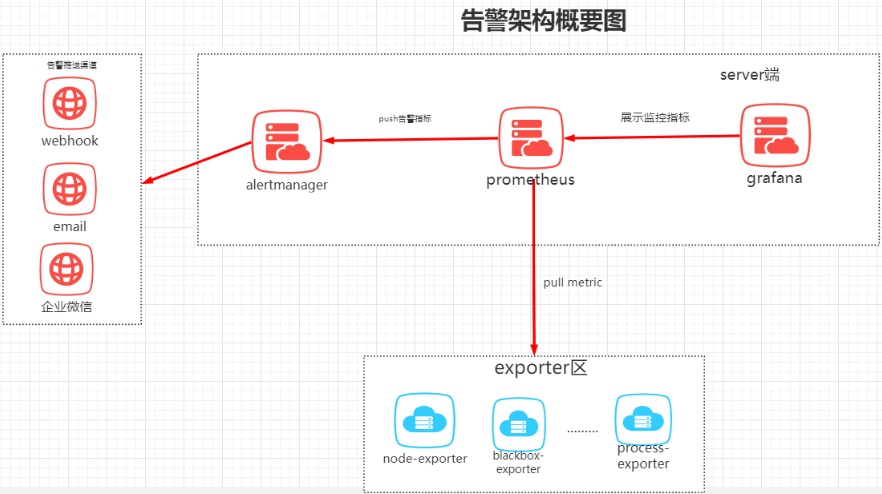 告警架构概要图
告警推送渠道
webhook
email
企业微信
server端
alertmanager
push告警指标
prometheus
展示监控指标
grafana
pull metric
exporter区
node-exporter
blackbox-
exporter
.........
process-
exporter